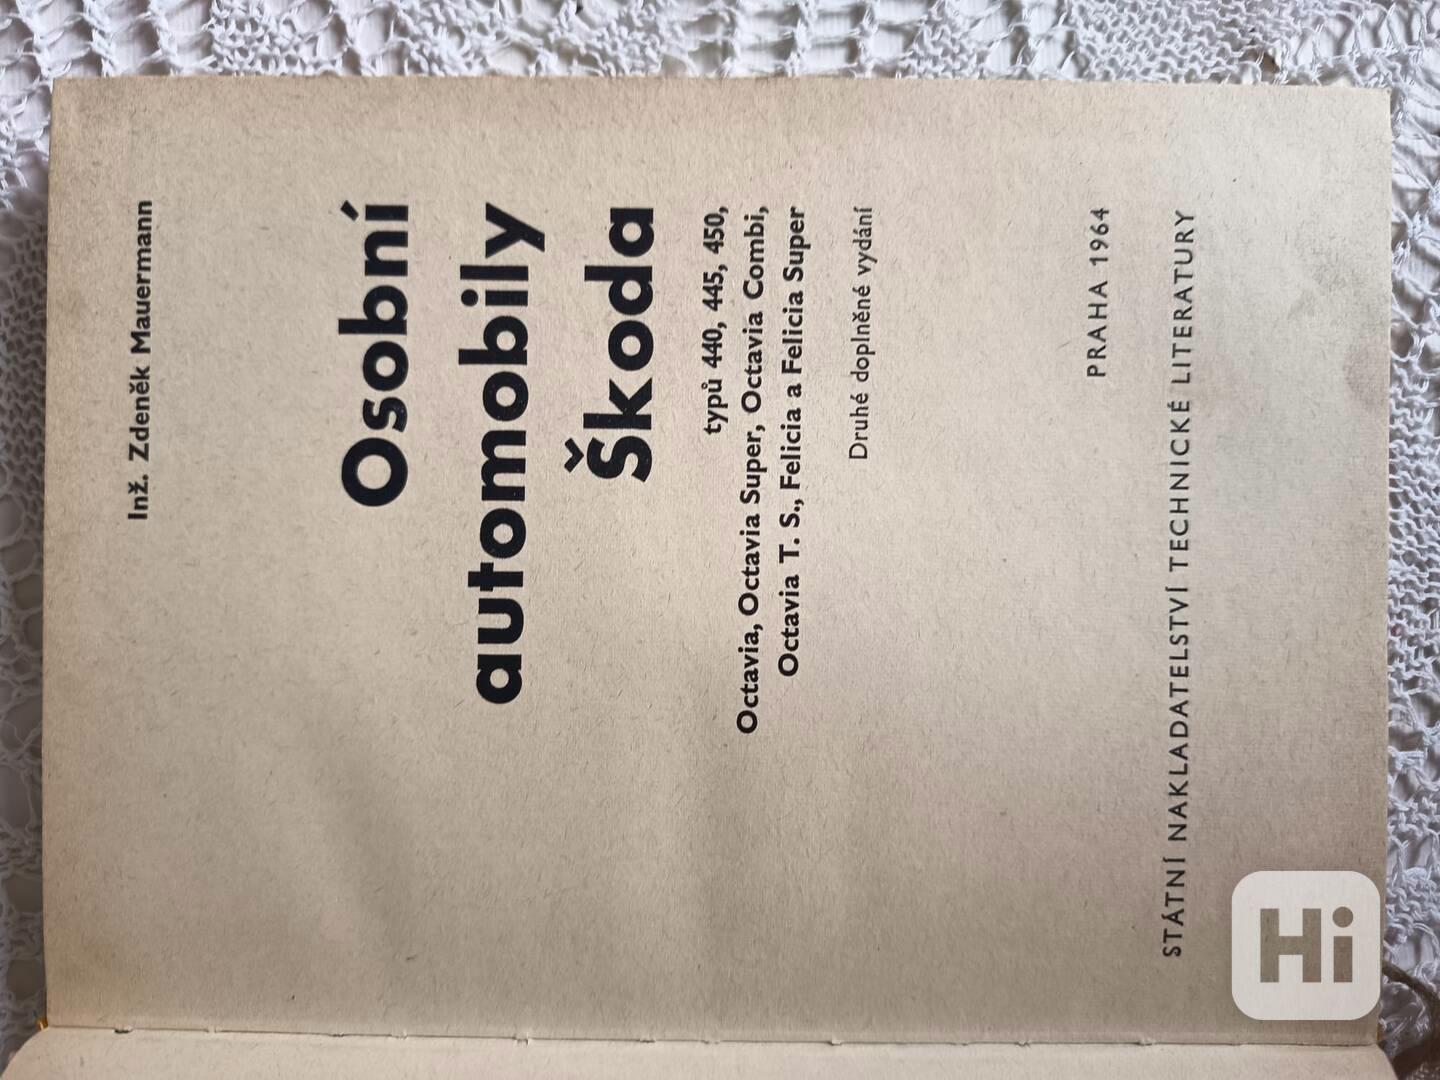 Inž. Zdeněk Mauermann
Osobní
automobily
Škoda
typů 440, 445, 450,
Octavia, Octavia Super, Octavia Combi,
Octavia T. S., Felicia a Felicia Super
Druhé doplněné vydání
PRAHA 1964
STÁTNÍ NAKLADATELSTVÍ TECHNICKÉ LITERATURY
Hi